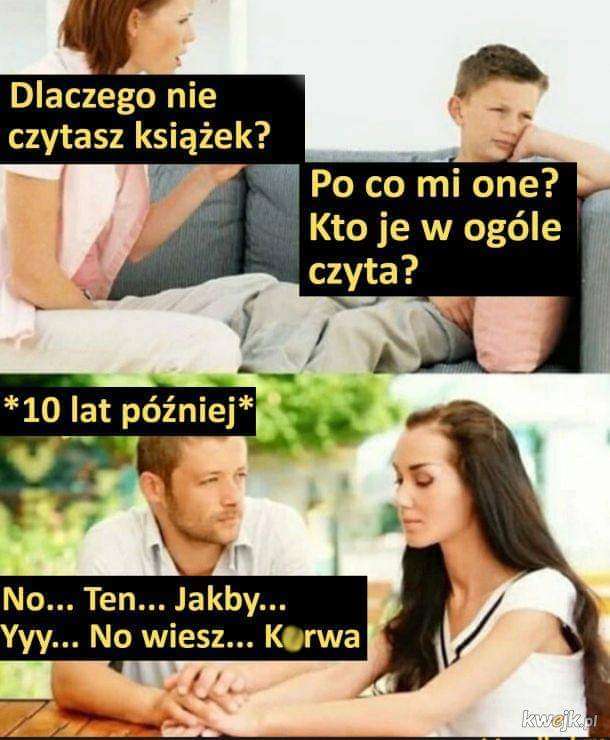 Dlaczego nie
czytasz książek?
Po co mi one?
Kto je w ogóle
czyta?
*10 lat później*
No... Ten... Jakby...
Yyy... No wiesz... K rwa
kwejk.pl